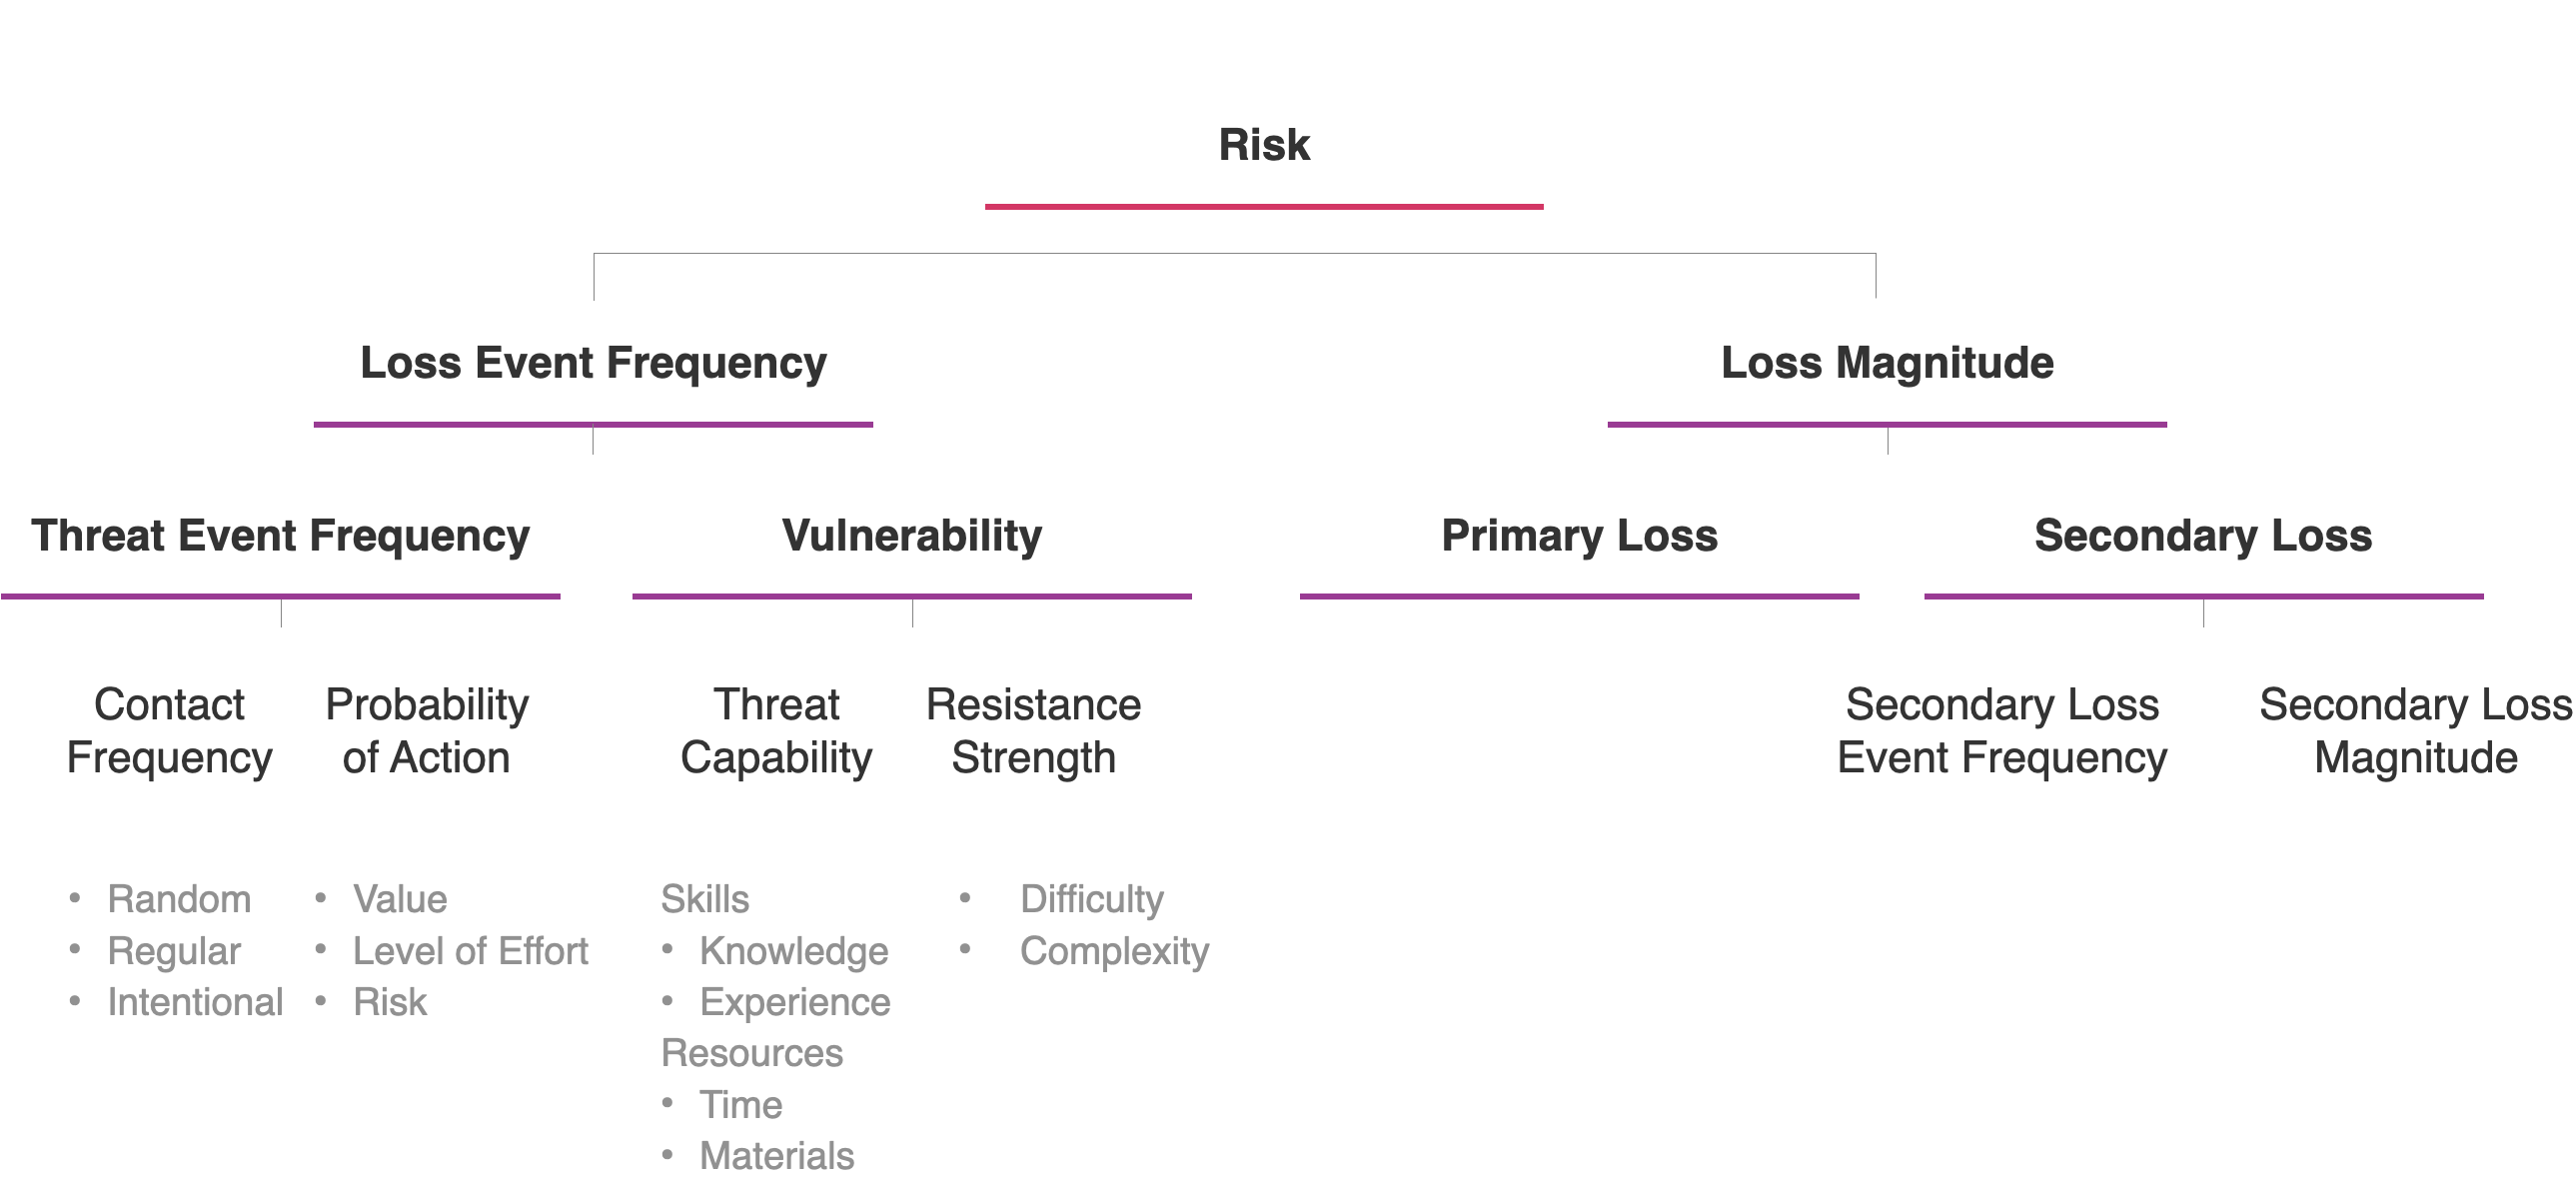 Risk
Loss Event Frequency
Loss Magnitude
Threat Event Frequency
Vulnerability
Primary Loss
Secondary Loss
Contact
Frequency
Probability
of Action
Threat
Capability
Resistance
Strength
Secondary Loss
Event Frequency
Secondary Loss
Magnitude
• Random
• Regular
• Intentional
• Value
• Level of Effort
• Risk
Skills
• Knowledge
• Experience
Resources
• Time
• Materials
• Difficulty
• Complexity